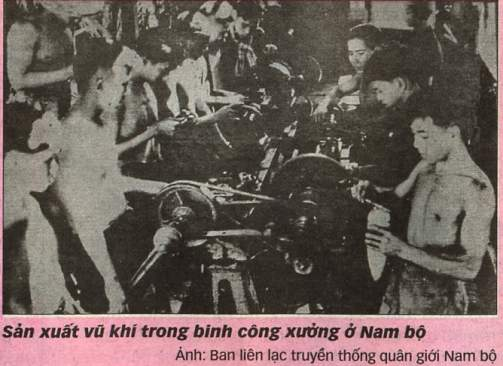 Sản xuất vũ khí trong binh công xưởng ở Nam bộ
Ảnh: Ban liên lạc truyền thống quân giới Nam bộ